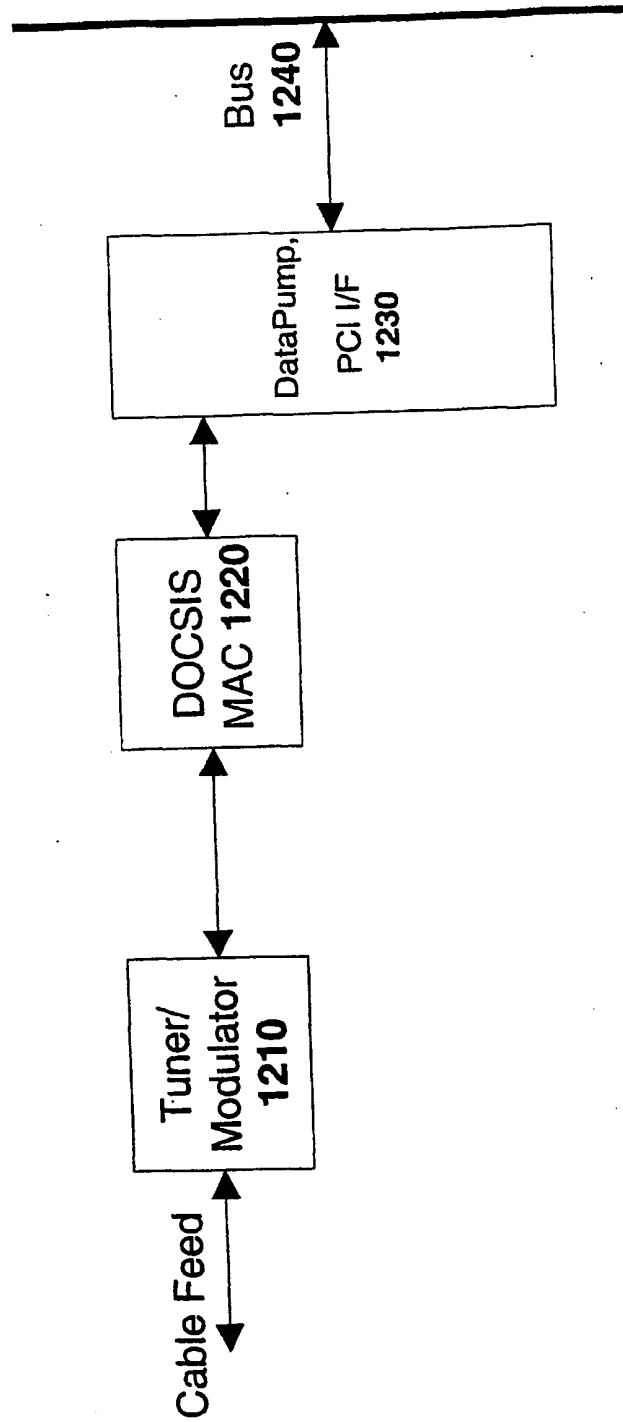 Cable Feed
Tuner/
Modulator
1210
DOCSIS
MAC 1220
DataPump,
PCI I/F
1230
Bus
1240